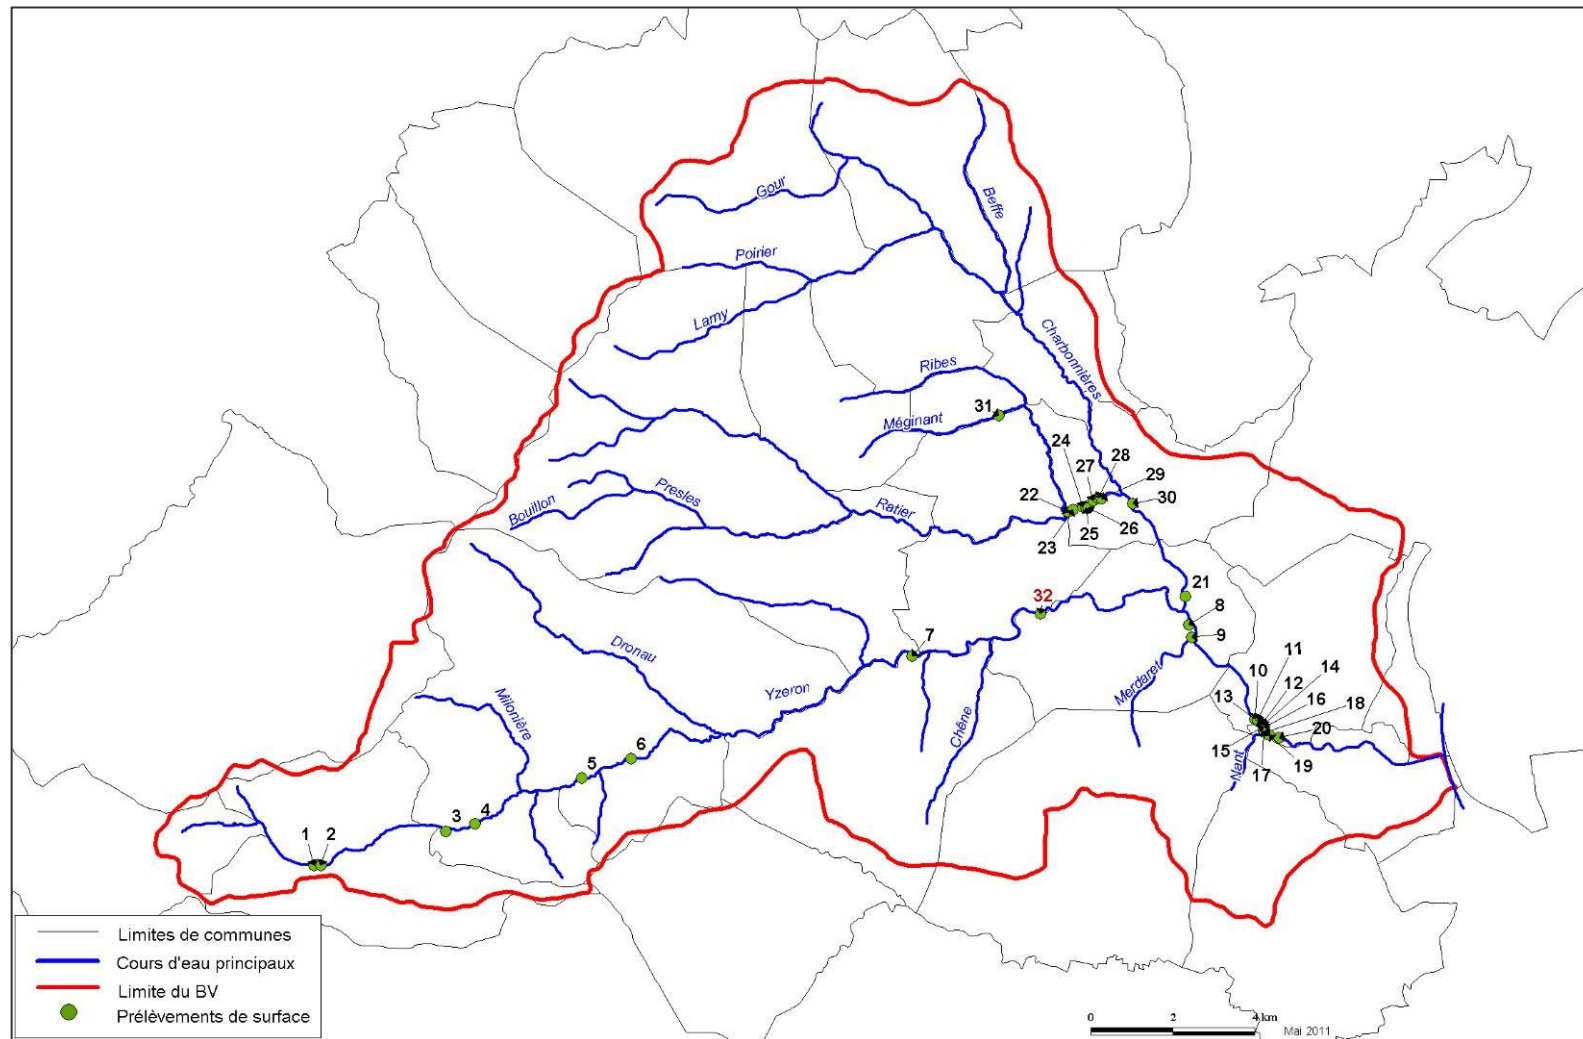 Gour
Beffe
Poirier
Lamy
Charbonnières
Ribes
31
Méginant
24
27
28
29
22
30
Presles
Bouillon
Ratier
23
25
26
21
32
8
7
9
Dronau
11
Merdaret
10
12
14
Milonière
Yzeron
13
16
18
Chêne
20
6
15
5
Nant
17
19
3
4
1
2
Limites de communes
Cours d'eau principaux
Limite du BV
Prélèvements de surface
0
2
4 km
Mai 2011